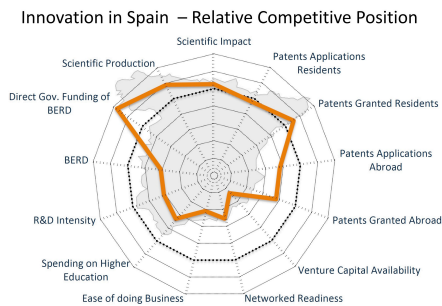 Innovation in Spain – Relative Competitive Position
Scientific Impact
Scientific Production
Patents Applications
Residents
Direct Gov. Funding of
BERD
Patents Granted Residents
BERD
Patents Applications
Abroad
R&D Intensity
Patents Granted Abroad
Spending on Higher
Education
Venture Capital Availability
Ease of doing Business
Networked Readiness